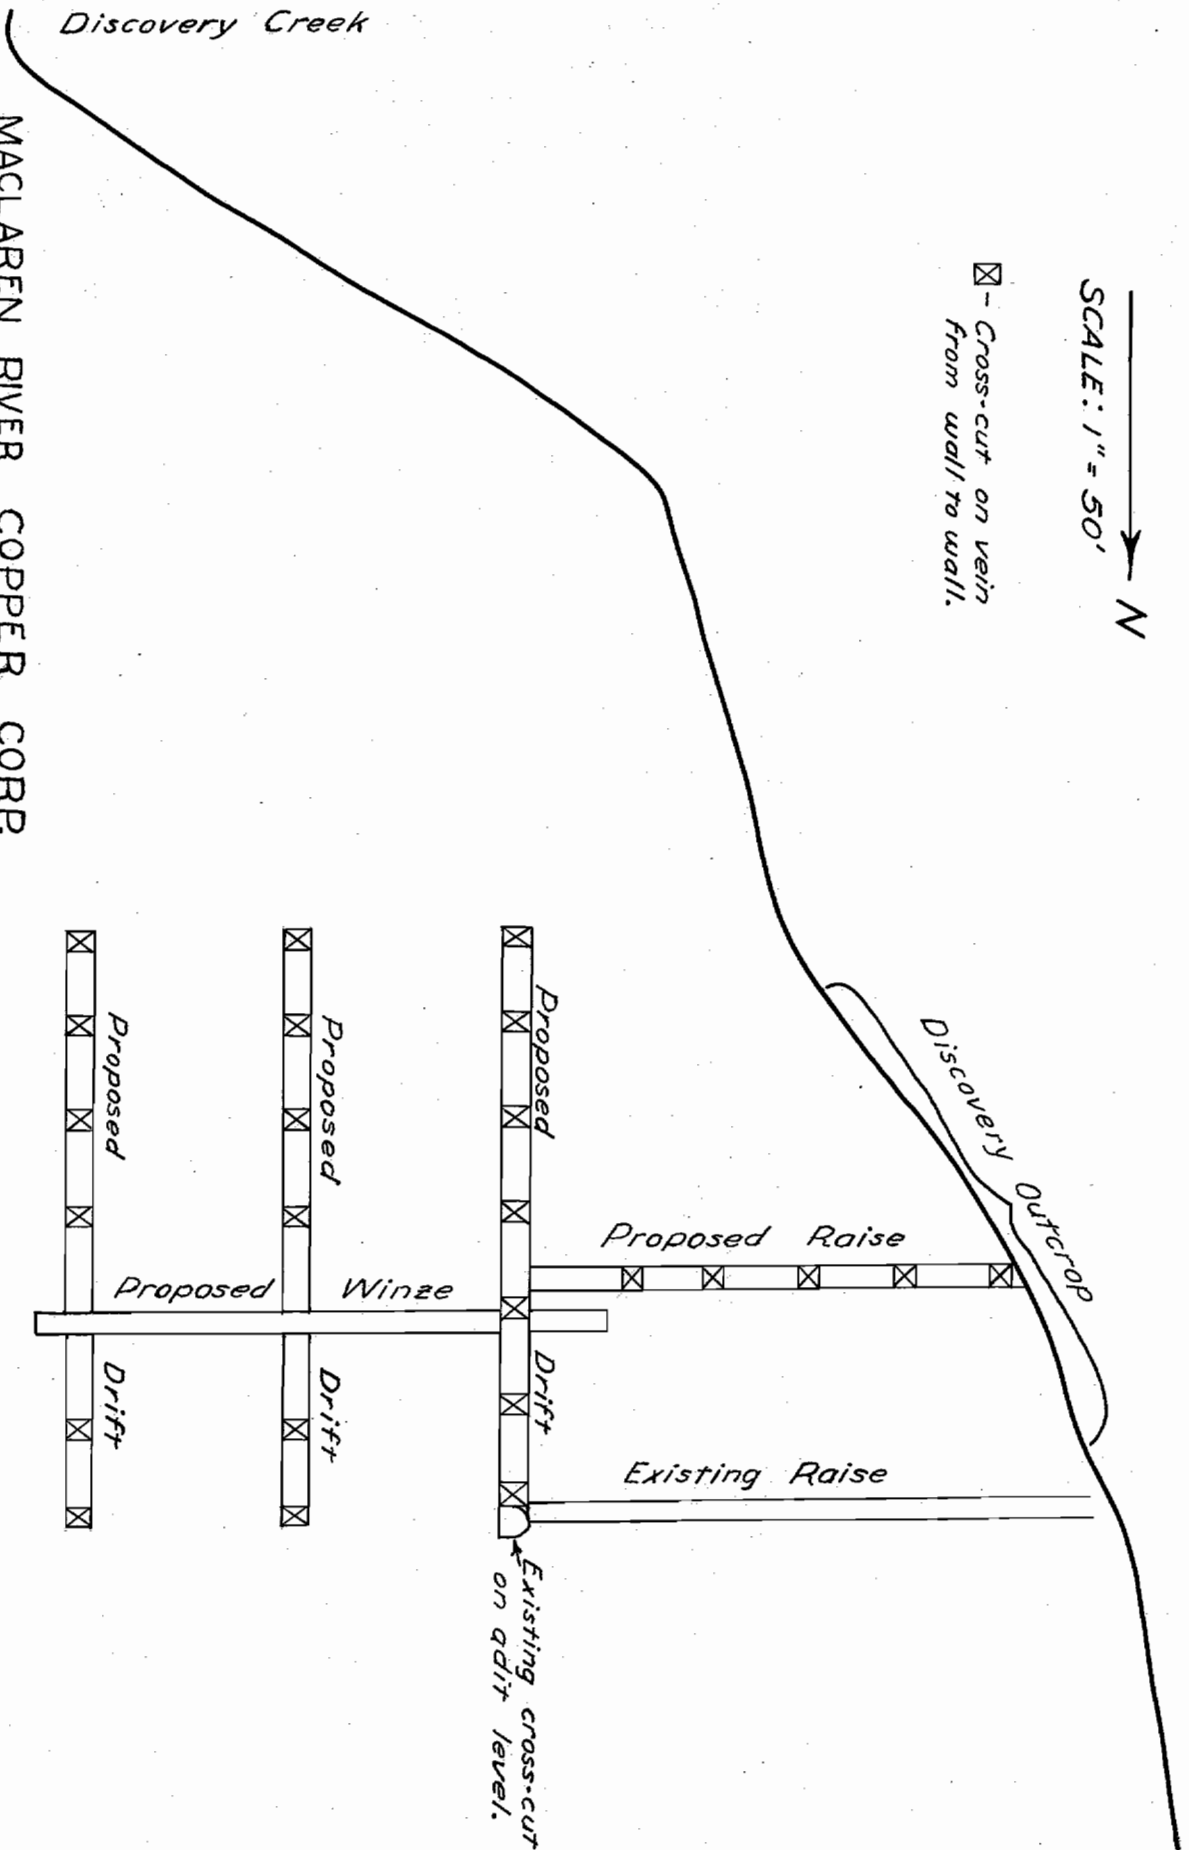 Discovery Creek
SCALE: 1" = 50'
N
- Cross-cut on vein
from wall to wall.
Discovery Outcrop
Proposed Raise
Existing Raise
Proposed Drift
Proposed Winze
Proposed Drift
Proposed Drift
Existing cross-cut
on adit level.
MACLAREN RIVER COPPER CORP.